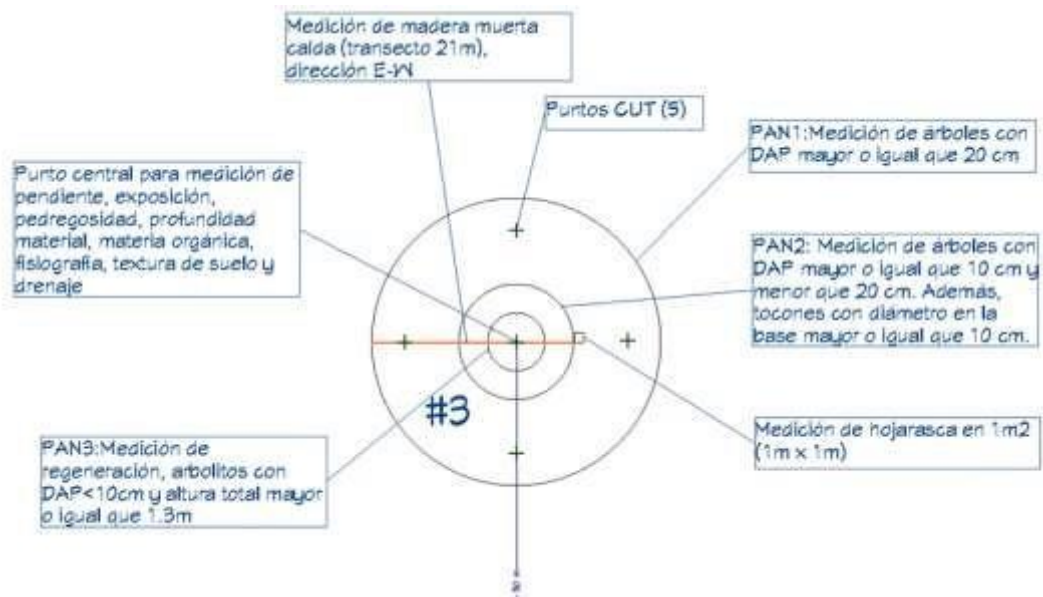 Medición de madera muerta
caída (transecto 21m),
dirección E-W
Puntos CUT (5)
PAN1:Medición de árboles con
DAP mayor o igual que 20 cm
Punto central para medición de
pendiente, exposición,
pedregosidad, profundidad
material, materia orgánica,
fisiografía, textura de suelo y
drenaje
PAN2: Medición de árboles con
DAP mayor o igual que 10 cm y
menor que 20 cm. Además,
tocones con diámetro en la
base mayor o igual que 10 cm.
#3
PAN3:Medición de
regeneración, arbolitos con
DAP<10cm y altura total mayor
o igual que 1.3m
Medición de hojarasca en 1m2
(1m x 1m)